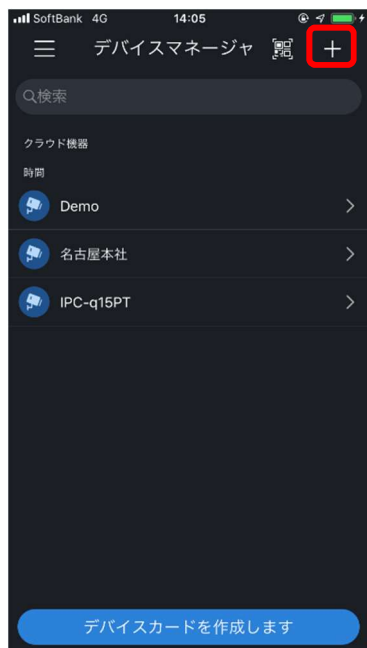 SoftBank 4G 14:05
デバイスマネージャ
検索
クラウド機器
時間
Demo
名古屋本社
IPC-q15PT
デバイスカードを作成します